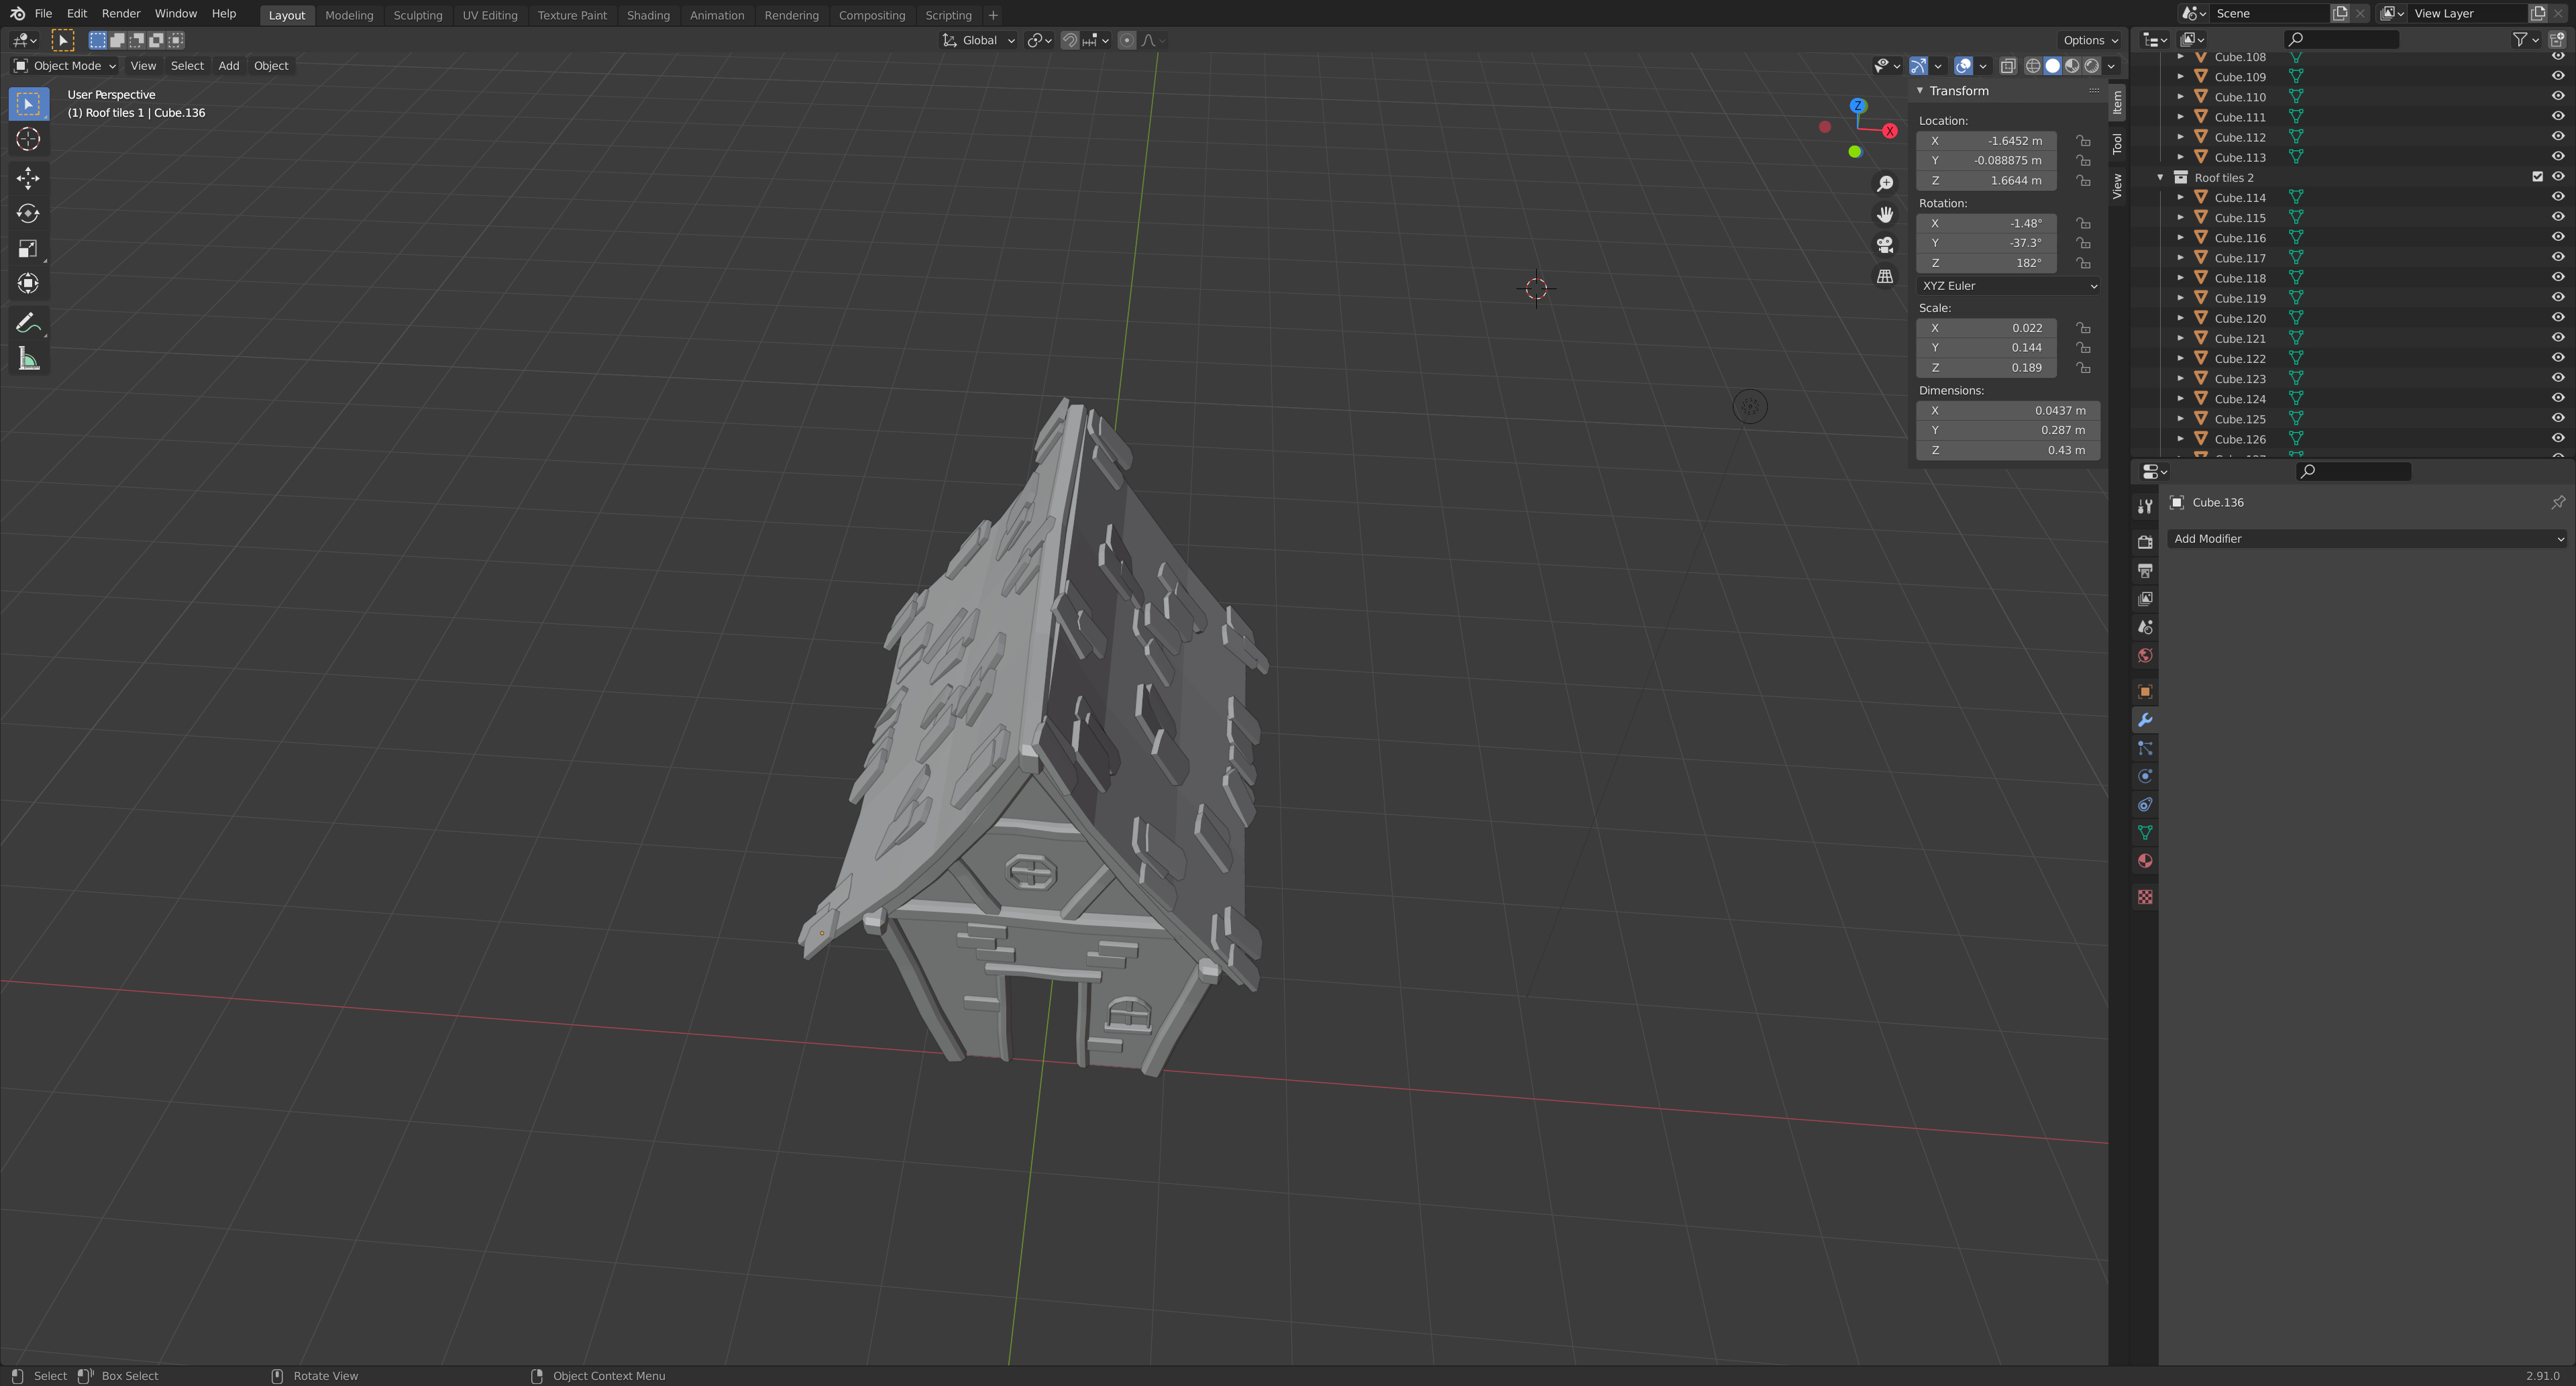 File Edit Render Window Help Layout Modeling Sculpting UV Editing Texture Paint Shading Animation Rendering Compositing Scripting + Scene View Layer
Global Options
Object Mode View Select Add Object
User Perspective
(1) Roof tiles 1 | Cube.136
Z
X
Transform
Location:
X -1.6452 m
Y -0.088875 m
Z 1.6644 m
Rotation:
X -1.48°
Y -37.3°
Z 182°
XYZ Euler
Scale:
X 0.022
Y 0.144
Z 0.189
Dimensions:
X 0.0437 m
Y 0.287 m
Z 0.43 m
Item
Tool
View
Cube.108
Cube.109
Cube.110
Cube.111
Cube.112
Cube.113
Roof tiles 2
Cube.114
Cube.115
Cube.116
Cube.117
Cube.118
Cube.119
Cube.120
Cube.121
Cube.122
Cube.123
Cube.124
Cube.125
Cube.126
Cube.136
Add Modifier
Select Box Select Rotate View Object Context Menu 2.91.0